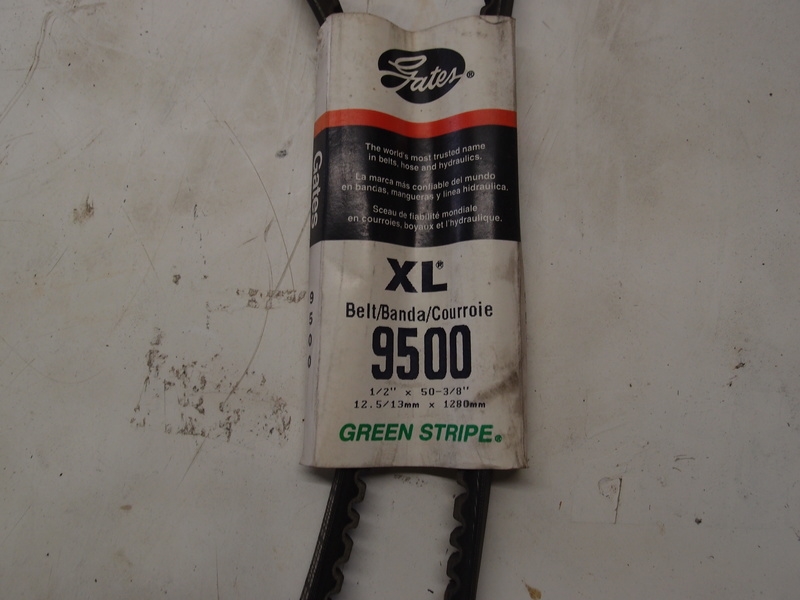 Gates®
The world's most trusted name
in belts, hose and hydraulics.
La marca más confiable del mundo
en bandas, mangueras y linea hidraulica.
Sceau de fiabilité mondiale
en courroies, boyaux et l'hydraulique.
XL®
Belt/Banda/Courroie
9500
1/2" x 50-3/8"
12.5/13mm x 1280mm
GREEN STRIPE®
Gates
9500